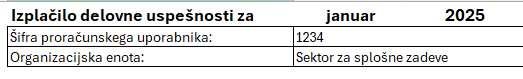 Izplačilo delovne uspešnosti za januar 2025
Šifra proračunskega uporabnika: 1234
Organizacijska enota: Sektor za splošne zadeve